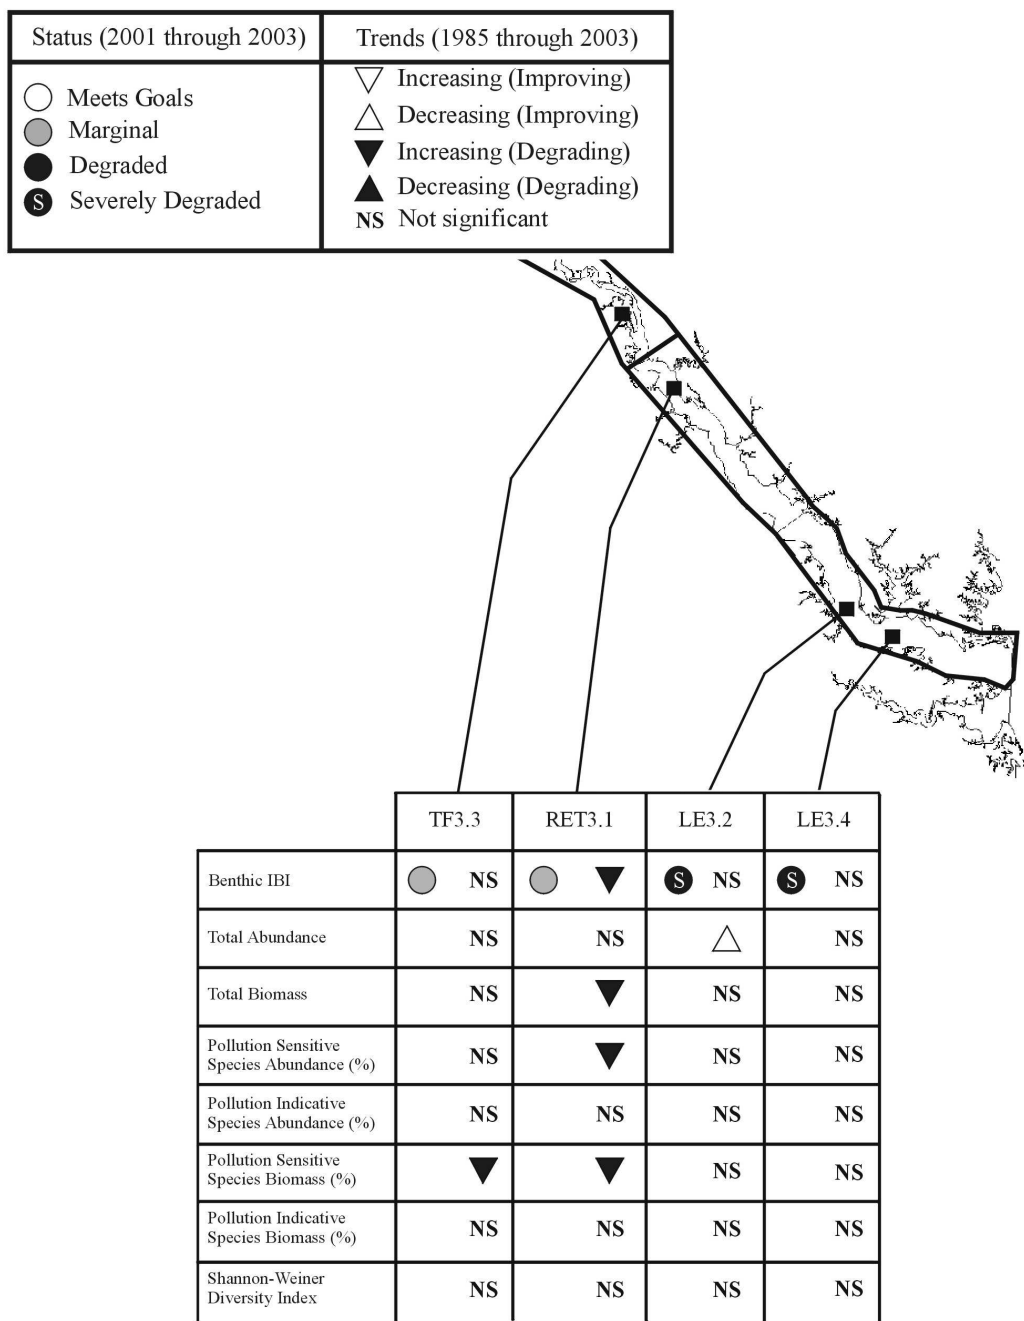 Status (2001 through 2003)
Trends (1985 through 2003)
Meets Goals
Marginal
Degraded
S Severely Degraded
Increasing (Improving)
Decreasing (Improving)
Increasing (Degrading)
Decreasing (Degrading)
NS Not significant
TF3.3 RET3.1 LE3.2 LE3.4
Benthic IBI NS S NS S NS
Total Abundance NS NS NS
Total Biomass NS NS NS
Pollution Sensitive
Species Abundance (%) NS NS NS
Pollution Indicative
Species Abundance (%) NS NS NS NS
Pollution Sensitive
Species Biomass (%) NS NS
Pollution Indicative
Species Biomass (%) NS NS NS NS
Shannon-Weiner
Diversity Index NS NS NS NS